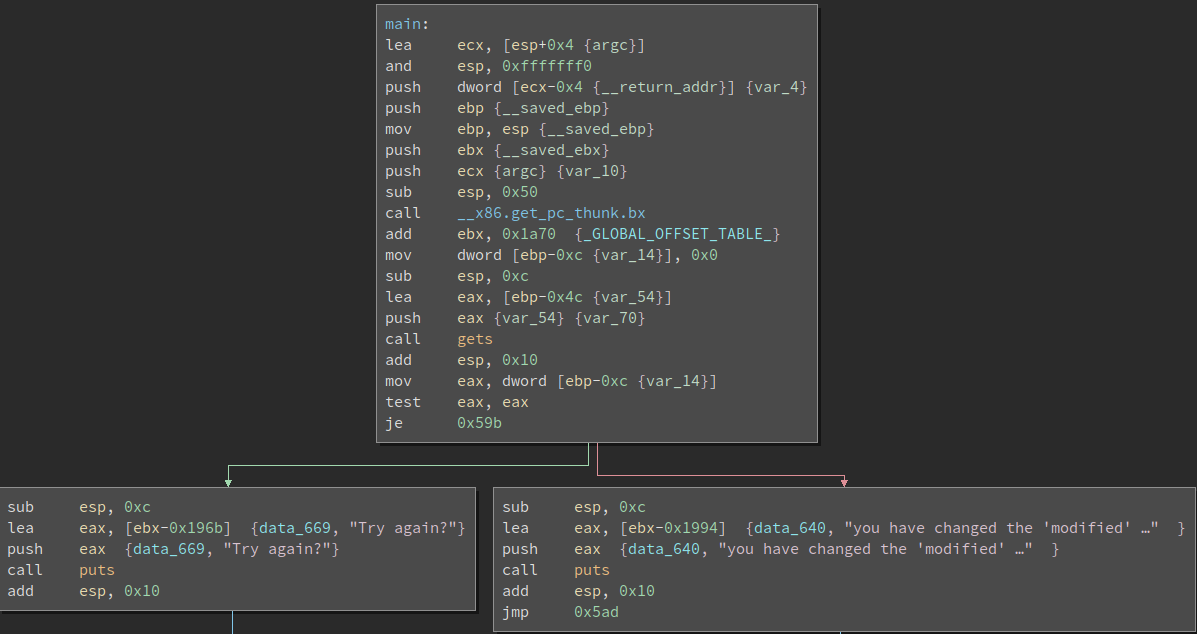 main:
lea ecx, [esp+0x4 {argc}]
and esp, 0xfffffff0
push dword [ecx-0x4 {__return_addr}] {var_4}
push ebp {__saved_ebp}
mov ebp, esp {__saved_ebp}
push ebx {__saved_ebx}
push ecx {argc} {var_10}
sub esp, 0x50
call __x86.get_pc_thunk.bx
add ebx, 0x1a70 {_GLOBAL_OFFSET_TABLE_}
mov dword [ebp-0xc {var_14}], 0x0
sub esp, 0xc
lea eax, [ebp-0x4c {var_54}]
push eax {var_54} {var_70}
call gets
add esp, 0x10
mov eax, dword [ebp-0xc {var_14}]
test eax, eax
je 0x59b
sub esp, 0xc
lea eax, [ebx-0x196b] {data_669, "Try again?"}
push eax {data_669, "Try again?"}
call puts
add esp, 0x10
sub esp, 0xc
lea eax, [ebx-0x1994] {data_640, "you have changed the 'modified' …" }
push eax {data_640, "you have changed the 'modified' …" }
call puts
add esp, 0x10
jmp 0x5ad